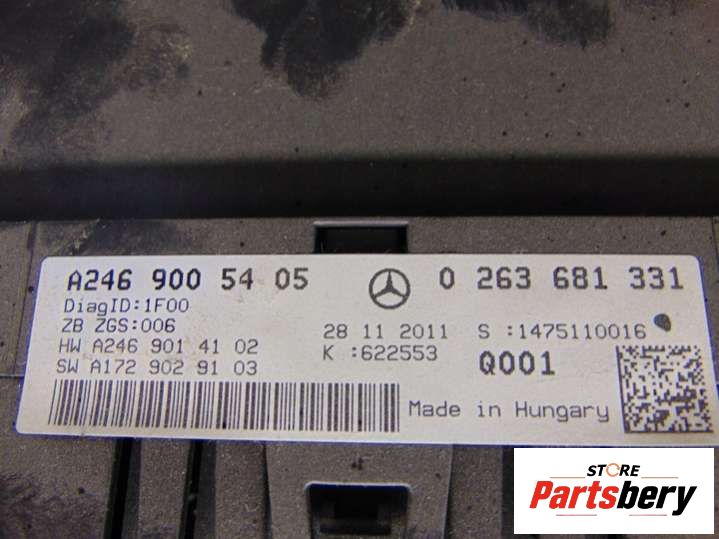 A246 900 54 05
0 263 681 331
DiagID:1F00
ZB ZGS:006
28 11 2011
S :1475110016
HW A246 901 41 02
K :622553
Q001
SW A172 902 91 03
Made in Hungary
STORE
Partsbery